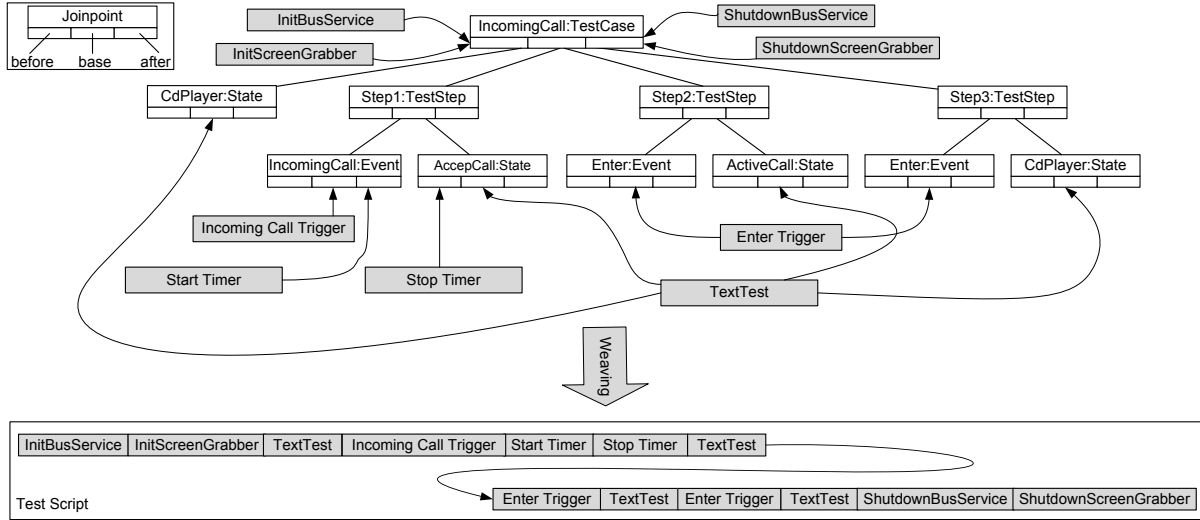 Joinpoint
before base after
InitBusService
InitScreenGrabber
IncomingCall:TestCase
ShutdownBusService
ShutdownScreenGrabber
CdPlayer:State
Step1:TestStep
Step2:TestStep
Step3:TestStep
IncomingCall:Event
AccepCall:State
Enter:Event
ActiveCall:State
Enter:Event
CdPlayer:State
Incoming Call Trigger
Enter Trigger
Start Timer
Stop Timer
TextTest
Weaving
InitBusService InitScreenGrabber TextTest Incoming Call Trigger Start Timer Stop Timer TextTest
Enter Trigger TextTest Enter Trigger TextTest ShutdownBusService ShutdownScreenGrabber
Test Script